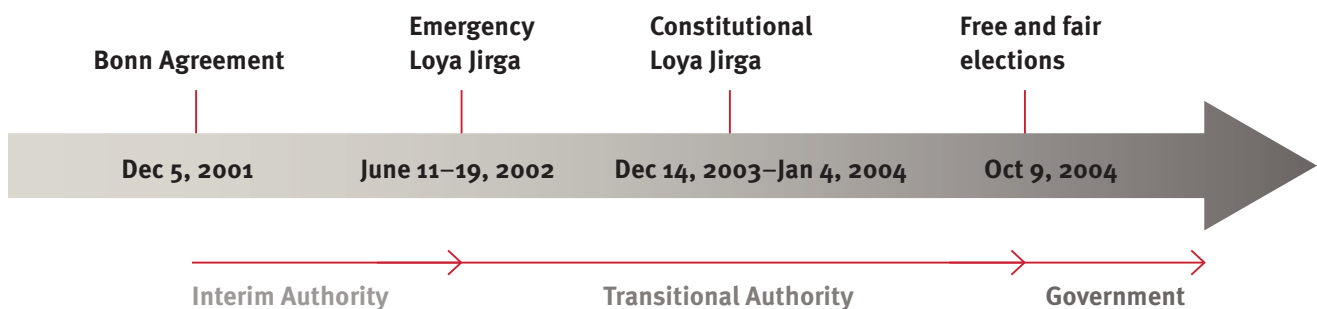 Bonn Agreement
Emergency
Loya Jirga
Constitutional
Loya Jirga
Free and fair
elections
Dec 5, 2001
June 11–19, 2002
Dec 14, 2003–Jan 4, 2004
Oct 9, 2004
Interim Authority
Transitional Authority
Government